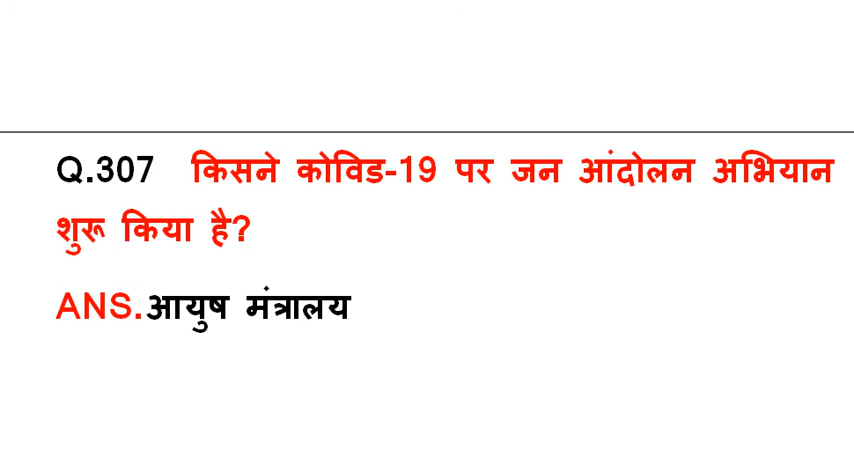 Q.307 किसने कोविड-19 पर जन आंदोलन अभियान
शुरू किया है?
ANS.आयुष मंत्रालय